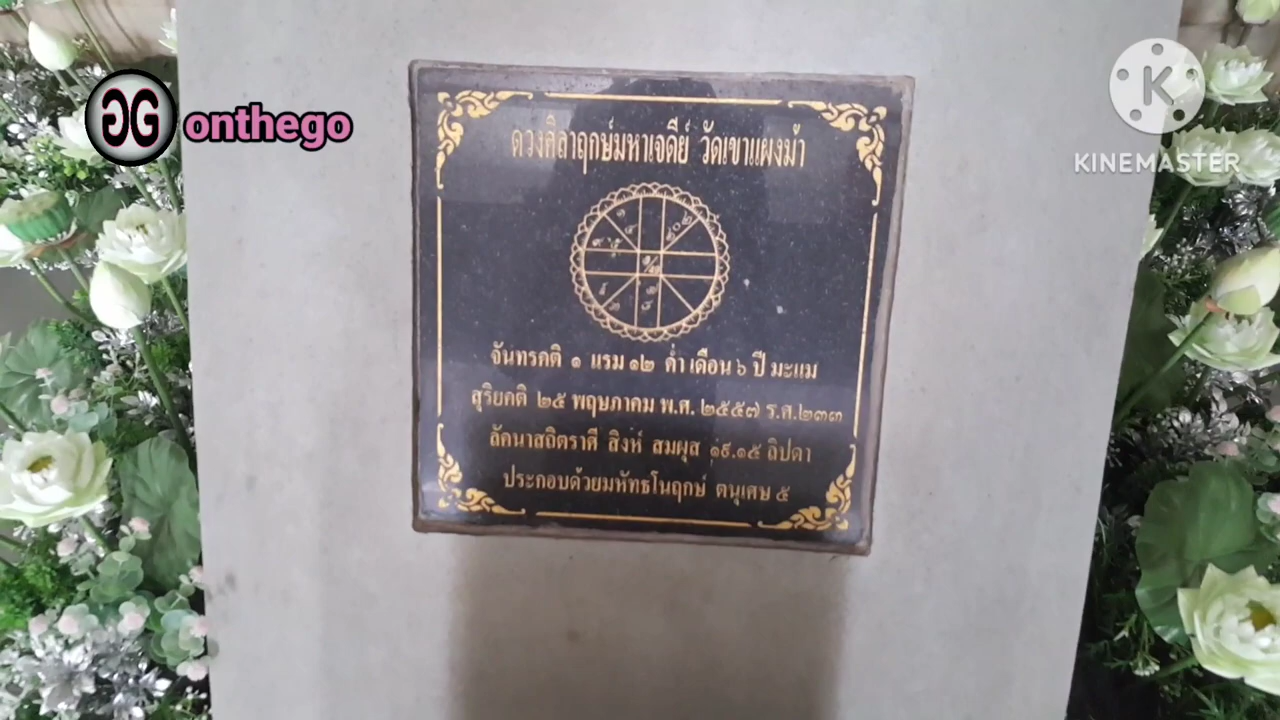 GG onthego
KINEMASTER
ดวงศิลาฤกษ์มหาเจดีย์ วัดเขาแผงม้า
จันทรคติ ๑ แรม ๑๒ ค่ำ เดือน ๖ ปี มะแม
สุริยคติ ๒๕ พฤษภาคม พ.ศ. ๒๕๕๗ ร.ศ.๒๓๓
ลัคนาสถิตราศี สิงห์ สมผุส ๑๙.๑๕ ลิปดา
ประกอบด้วยมหัทธโนฤกษ์ ตนุเศษ ๕